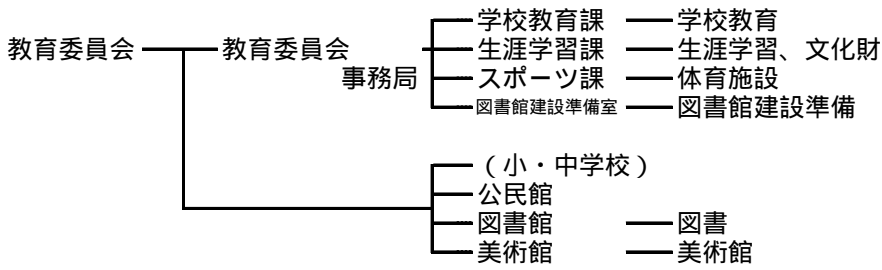 学校教育課 学校教育
教育委員会 教育委員会 生涯学習課 生涯学習、文化財
事務局 スポーツ課 体育施設
図書館建設準備室 図書館建設準備
(小・中学校)
公民館
図書館 図書
美術館 美術館